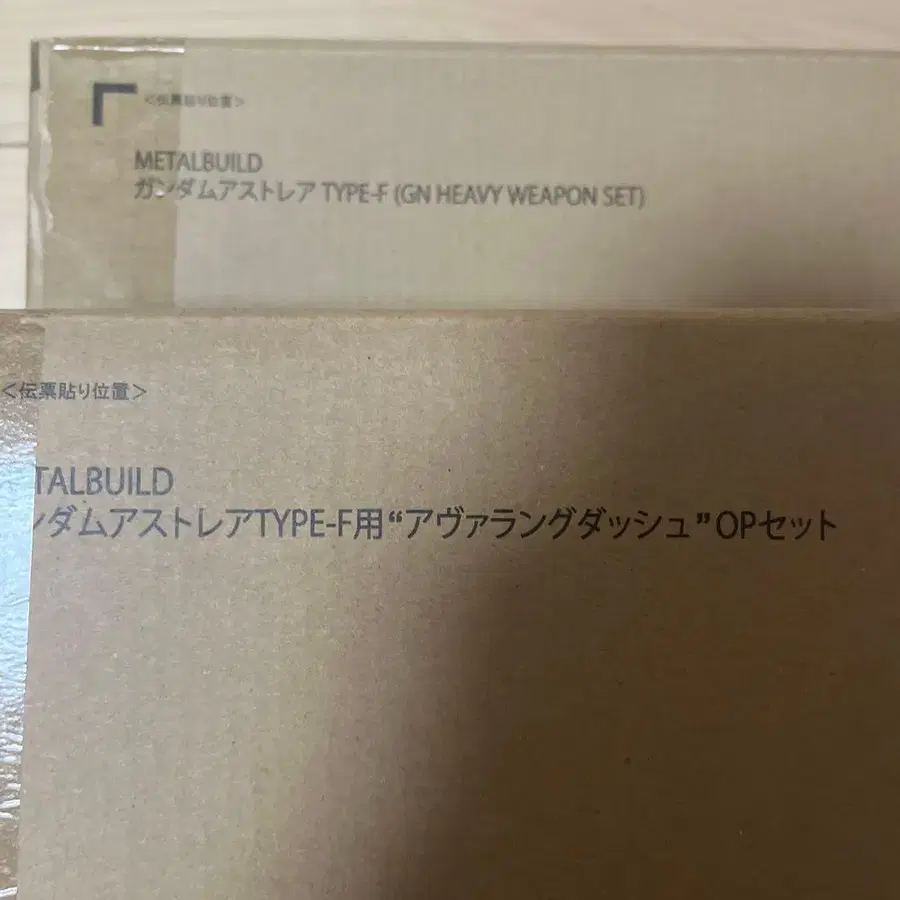 <伝票貼り位置>
METALBUILD
ガンダムアストレア TYPE-F (GN HEAVY WEAPON SET)
<伝票貼り位置>
TALBUILD
ンダムアストレアTYPE-F用“アヴァランダッシュ”OPセット